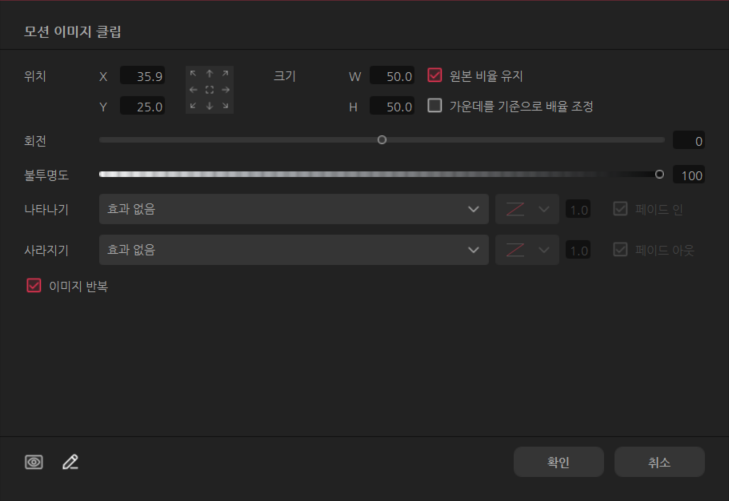 모션 이미지 클립
위치 X 35.9 크기 W 50.0 원본 비율 유지
Y 25.0 H 50.0 가운데를 기준으로 배율 조정
회전 0
불투명도 100
나타나기 효과 없음 1.0 페이드 인
사라지기 효과 없음 1.0 페이드 아웃
이미지 반복
확인 취소